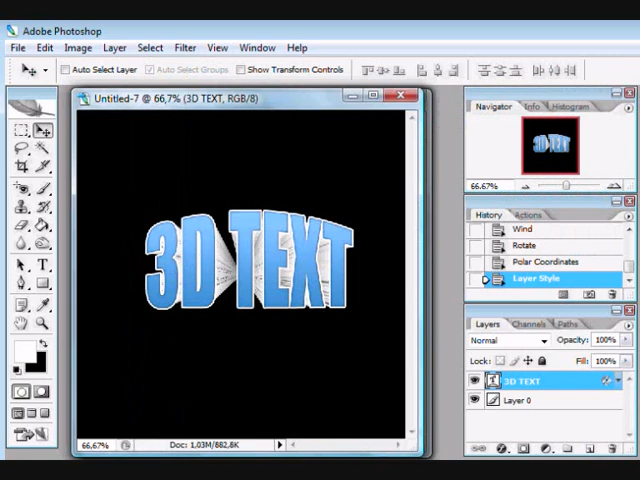 Adobe Photoshop
File Edit Image Layer Select Filter View Window Help
Auto Select Layer Auto Select Groups Show Transform Controls
Untitled-7 @ 66,7% (3D TEXT, RGB/8)
3D TEXT
66,67% Doc: 1,03M/682,8K
Navigator Info Histogram
3D TEXT
66.67%
History Actions
Wind
Rotate
Polar Coordinates
Layer Style
Layers Channels Paths
Normal Opacity: 100%
Lock: Fill: 100%
3D TEXT
Layer 0